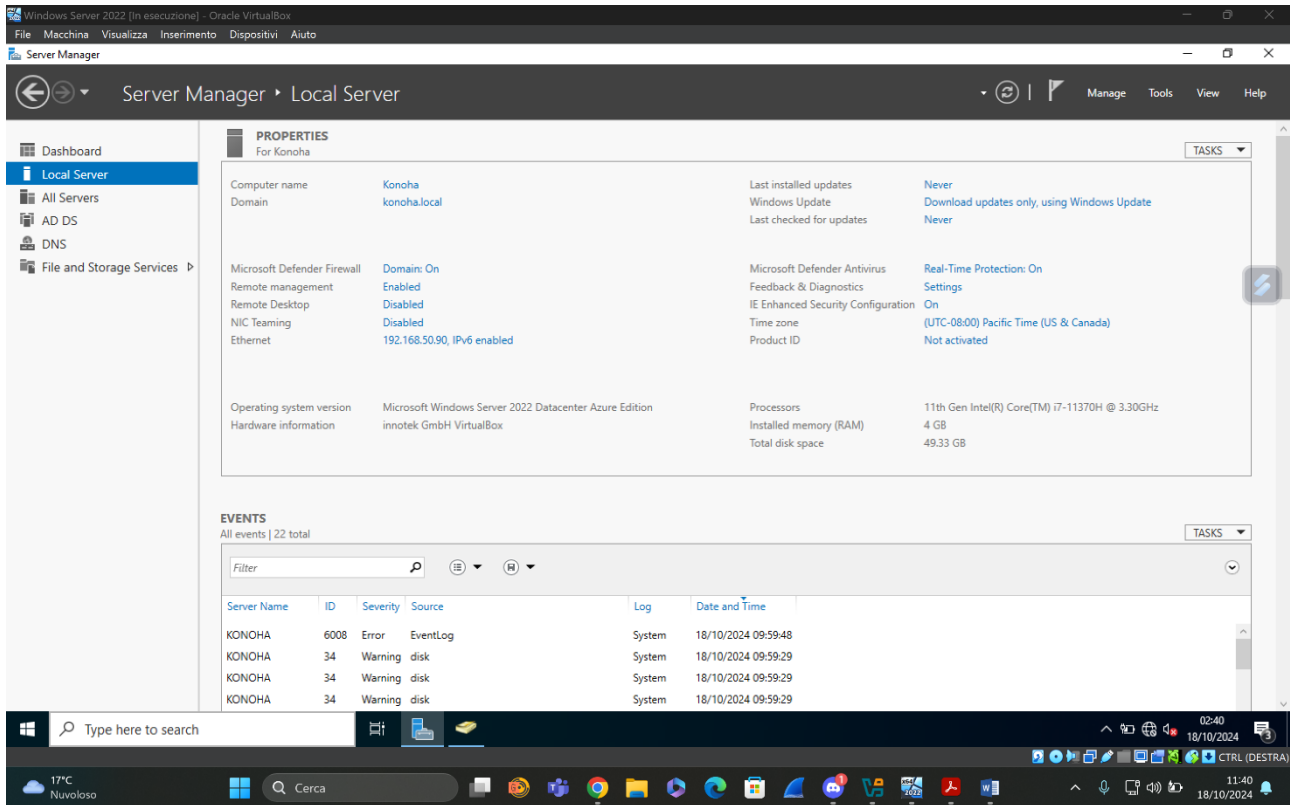 Windows Server 2022 [In esecuzione] - Oracle VirtualBox
File Macchina Visualizza Inserimento Dispositivi Aiuto
Server Manager
Server Manager Local Server
Manage Tools View Help
Dashboard
Local Server
All Servers
AD DS
DNS
File and Storage Services
PROPERTIES
For Konoha
TASKS
Computer name Konoha Last installed updates Never
Domain konoha.local Windows Update Download updates only, using Windows Update
Last checked for updates Never
Microsoft Defender Firewall Domain: On Microsoft Defender Antivirus Real-Time Protection: On
Remote management Enabled Feedback & Diagnostics Settings
Remote Desktop Disabled IE Enhanced Security Configuration On
NIC Teaming Disabled Time zone (UTC-08:00) Pacific Time (US & Canada)
Ethernet 192.168.50.90, IPv6 enabled Product ID Not activated
Operating system version Microsoft Windows Server 2022 Datacenter Azure Edition Processors 11th Gen Intel(R) Core(TM) i7-11370H @ 3.30GHz
Hardware information innotek GmbH VirtualBox Installed memory (RAM) 4 GB
Total disk space 49.33 GB
EVENTS
All events | 22 total
TASKS
Filter
Server Name ID Severity Source Log Date and Time
KONOHA 6008 Error EventLog System 18/10/2024 09:59:48
KONOHA 34 Warning disk System 18/10/2024 09:59:29
KONOHA 34 Warning disk System 18/10/2024 09:59:29
KONOHA 34 Warning disk System 18/10/2024 09:59:29
Type here to search
02:40
18/10/2024
3
CTRL (DESTRA)
17°C
Nuvoloso
Cerca
11:40
18/10/2024